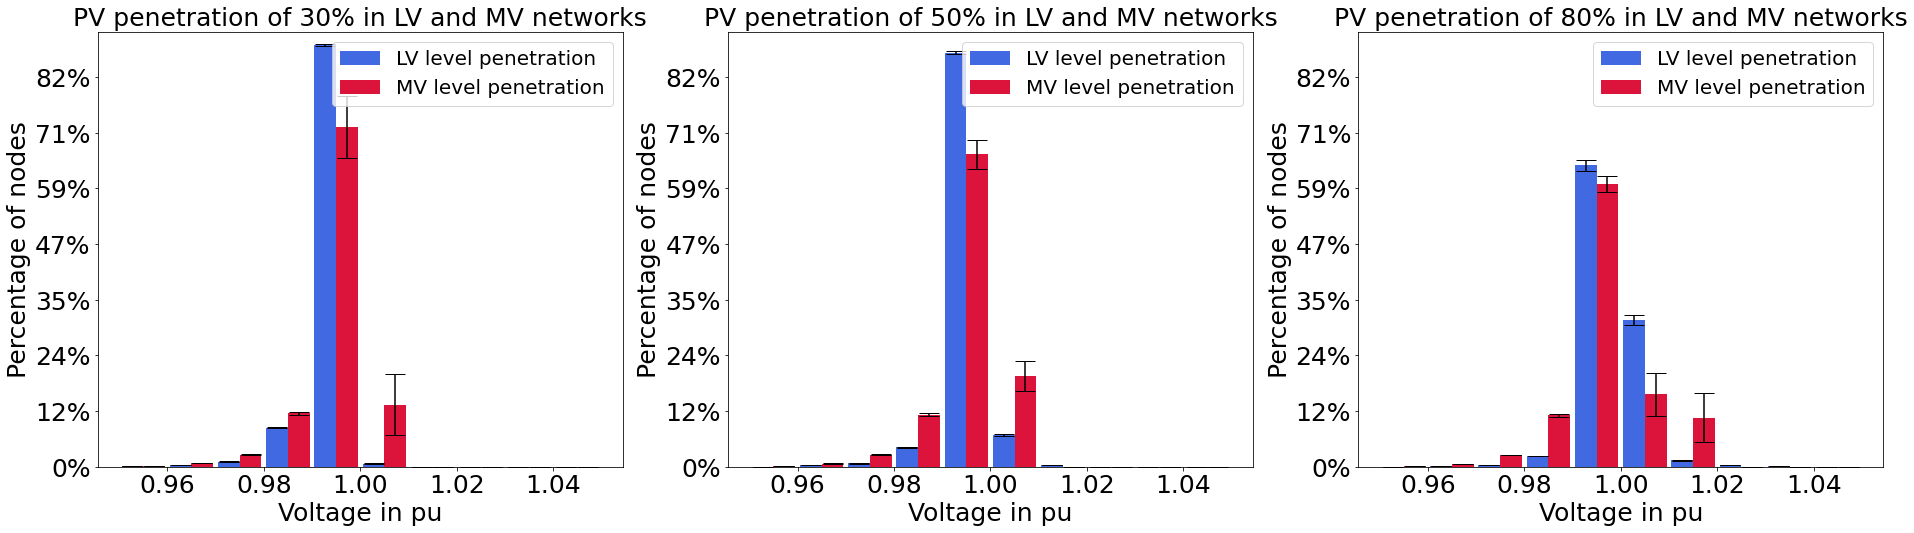 PV penetration of 30% in LV and MV networks
LV level penetration
MV level penetration
82%
71%
59%
47%
35%
24%
12%
0%
Percentage of nodes
0.96 0.98 1.00 1.02 1.04
Voltage in pu
PV penetration of 50% in LV and MV networks
LV level penetration
MV level penetration
82%
71%
59%
47%
35%
24%
12%
0%
Percentage of nodes
0.96 0.98 1.00 1.02 1.04
Voltage in pu
PV penetration of 80% in LV and MV networks
LV level penetration
MV level penetration
82%
71%
59%
47%
35%
24%
12%
0%
Percentage of nodes
0.96 0.98 1.00 1.02 1.04
Voltage in pu